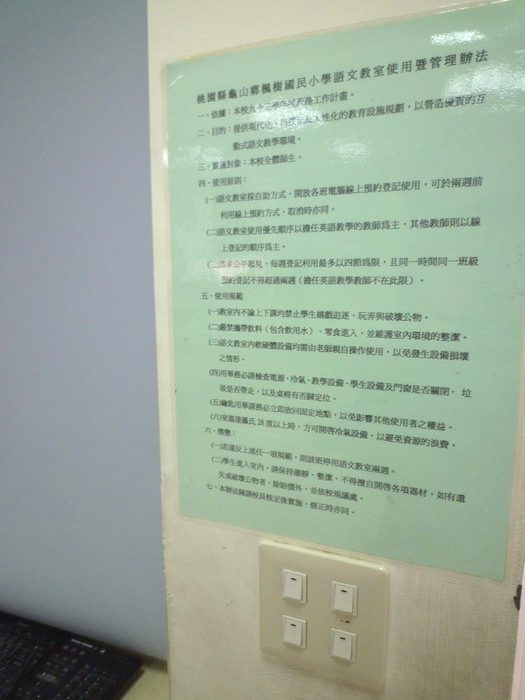 桃園縣龜山鄉楓樹國民小學語文教室使用暨管理辦法
一、依據：本校九十三學年度教務工作計畫。
二、目的：提供現代化、人性化的教育設施規劃，以營造優質的互
動式語文教學環境。
三、實施對象：本校全體師生。
四、使用原則：
(一)語文教室採自助方式，開放各班電腦線上預約登記使用，可於兩週前
利用線上預約方式，取消時亦同。
(二)語文教室使用優先順序以擔任英語教學的教師為主，其他教師則以線
上登記的順序為主。
(三)為求公平起見，每週登記利用最多以四節為限，且同一時間同一班級
預約登記不得超過兩週（擔任英語教學教師不在此限）。
五、使用規範
(一)教室內不論上下課均禁止學生嬉戲追逐、玩弄與破壞公物。
(二)嚴禁攜帶飲料（包含飲用水）、零食進入，並維護室內環境的整潔。
(三)語文教室內軟硬體設備均需由老師親自操作使用，以免發生設備損壞
之情形。
(四)用畢務必請檢查電源、冷氣、教學設備、學生設備及門窗是否關閉，垃
圾是否帶走，以及桌椅有否歸定位。
(五)鑰匙用畢請務必立即放回固定地點，以免影響其他使用者之權益。
(六)室溫達攝氏28度以上時，方可開啓冷氣設備，以避免資源的浪費。
六、獎懲：
(一)若違反上述任一項規範，則該班停用語文教室兩週。
(二)學生進入室內，請保持肅靜、整潔，不得擅自開啓各項器材，如有遺
失或破壞公物者，除賠償外，並依校規議處。
七、本辦法陳請校長核定後實施，修正時亦同。